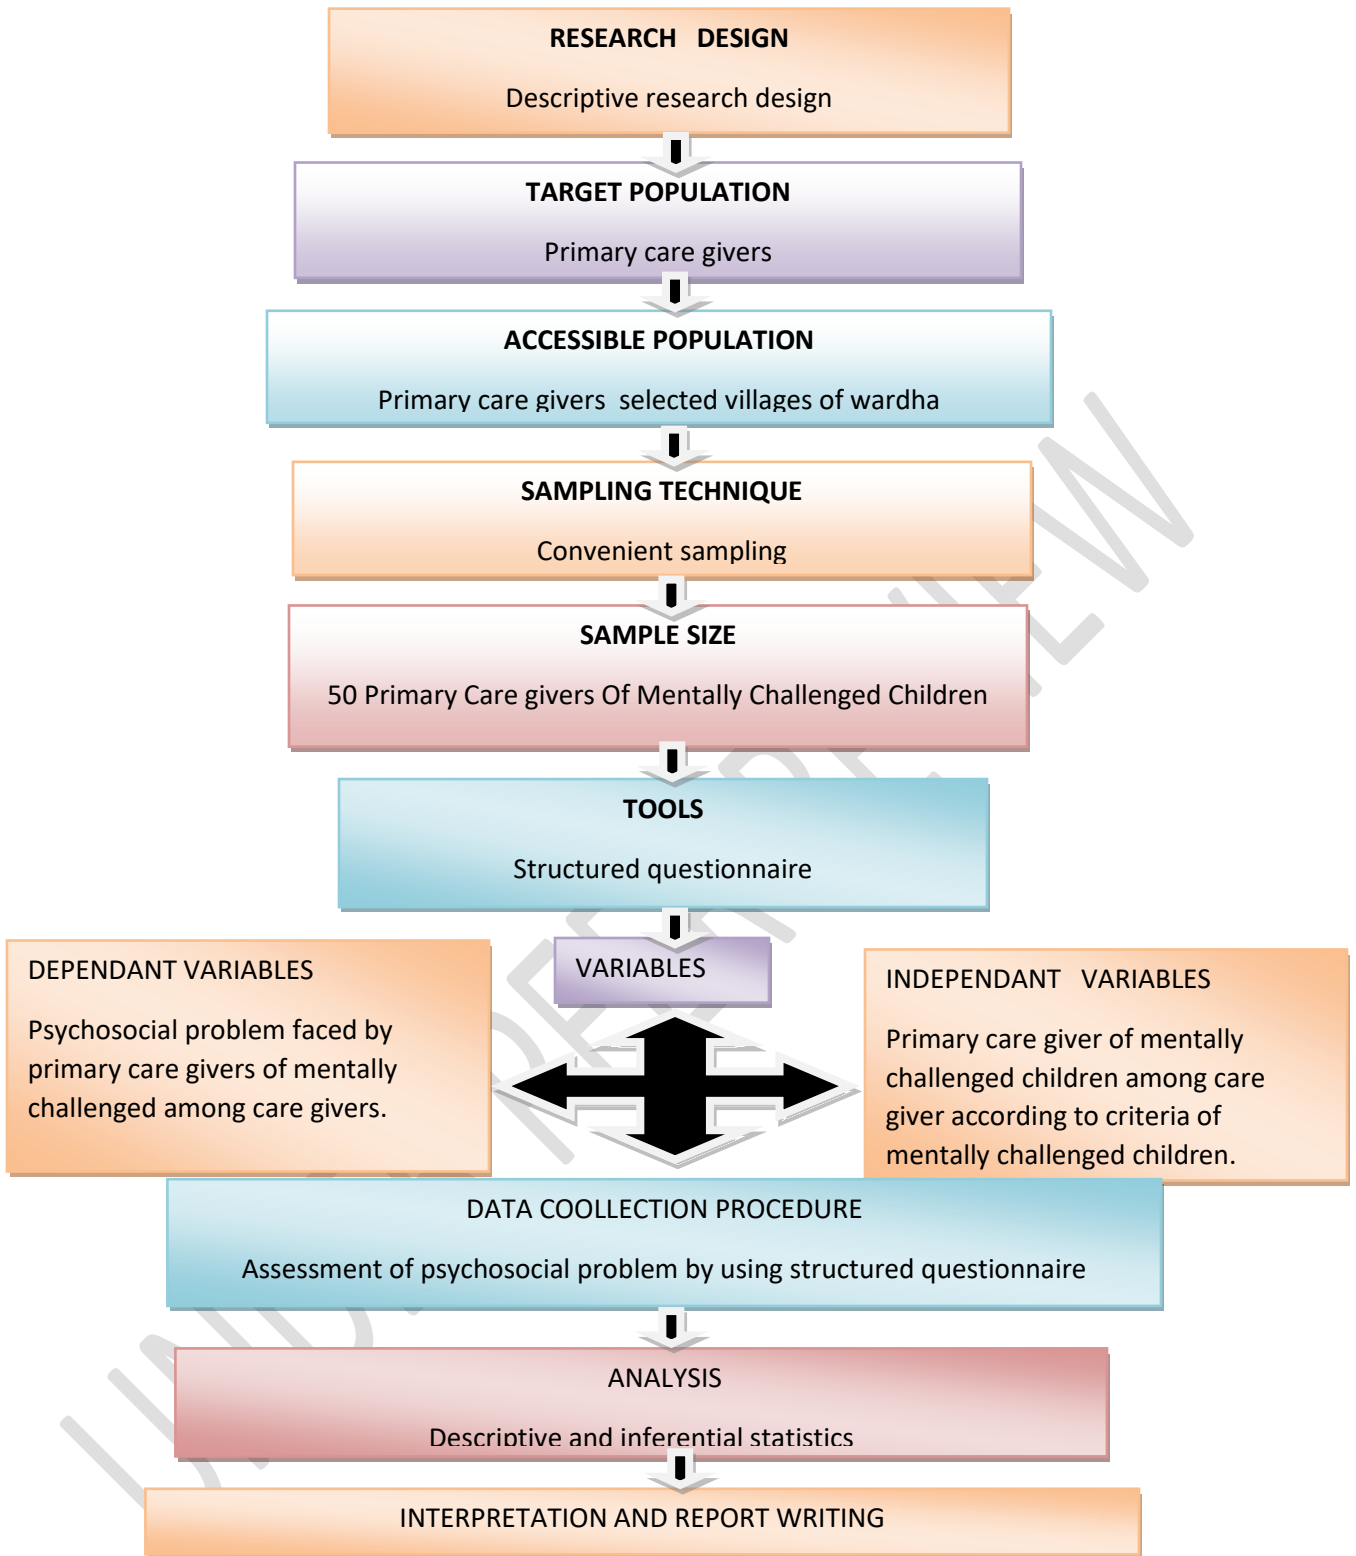 RESEARCH DESIGN
Descriptive research design
TARGET POPULATION
Primary care givers
ACCESSIBLE POPULATION
Primary care givers selected villages of wardha
SAMPLING TECHNIQUE
Convenient sampling
SAMPLE SIZE
50 Primary Care givers Of Mentally Challenged Children
TOOLS
Structured questionnaire
VARIABLES
DEPENDANT VARIABLES
Psychosocial problem faced by
primary care givers of mentally
challenged among care givers.
INDEPENDANT VARIABLES
Primary care giver of mentally
challenged children among care
giver according to criteria of
mentally challenged children.
DATA COOLLECTION PROCEDURE
Assessment of psychosocial problem by using structured questionnaire
ANALYSIS
Descriptive and inferential statistics
INTERPRETATION AND REPORT WRITING
UNDER PEER REVIEW